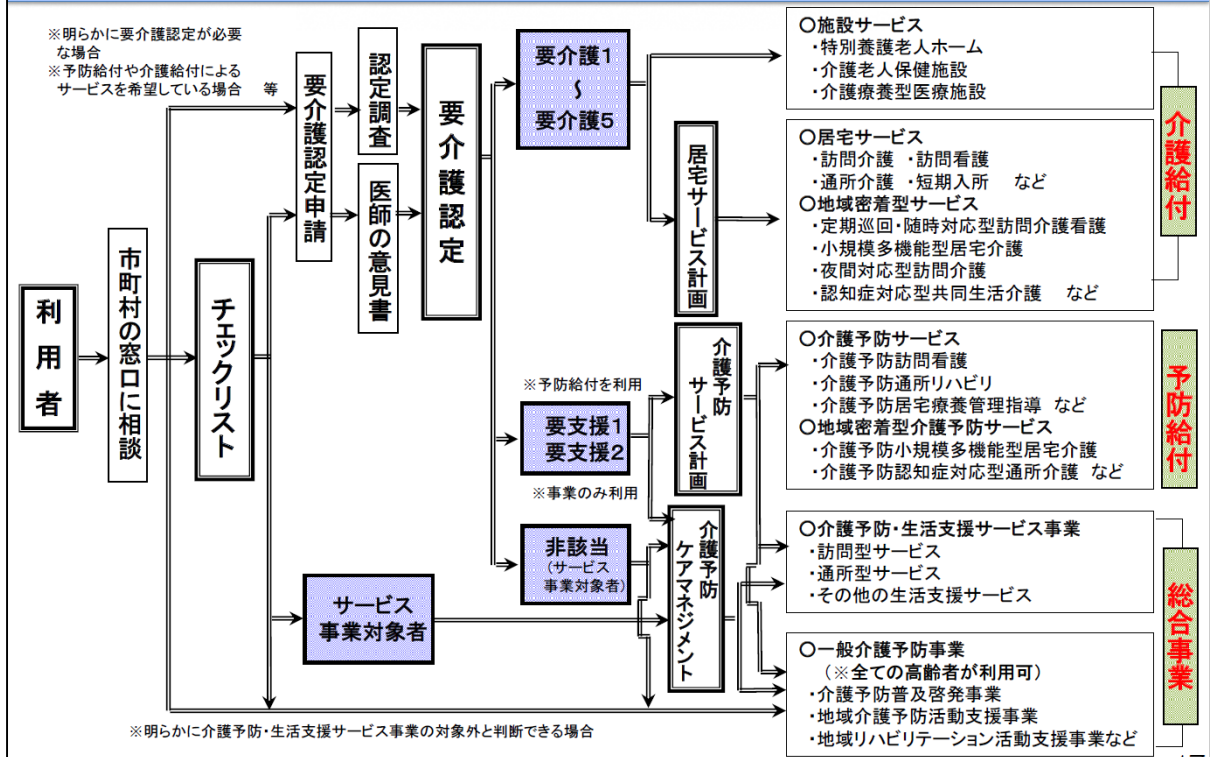 ※明らかに要介護認定が必要
な場合
※予防給付や介護給付による
サービスを希望している場合　等
利用者
市町村の窓口に相談
チェックリスト
要介護認定申請
認定調査
医師の意見書
要介護認定
要介護1
～
要介護5
※予防給付を利用
要支援1
要支援2
※事業のみ利用
非該当
(サービス
事業対象者)
サービス
事業対象者
居宅サービス計画
介護予防
サービス計画
介護予防
ケアマネジメント
○施設サービス
・特別養護老人ホーム
・介護老人保健施設
・介護療養型医療施設
○居宅サービス
・訪問介護 ・訪問看護
・通所介護 ・短期入所　など
○地域密着型サービス
・定期巡回・随時対応型訪問介護看護
・小規模多機能型居宅介護
・夜間対応型訪問介護
・認知症対応型共同生活介護　など
介護給付
○介護予防サービス
・介護予防訪問看護
・介護予防通所リハビリ
・介護予防居宅療養管理指導 など
○地域密着型介護予防サービス
・介護予防小規模多機能型居宅介護
・介護予防認知症対応型通所介護 など
予防給付
○介護予防・生活支援サービス事業
・訪問型サービス
・通所型サービス
・その他の生活支援サービス
○一般介護予防事業
（※全ての高齢者が利用可）
・介護予防普及啓発事業
・地域介護予防活動支援事業
・地域リハビリテーション活動支援事業など
総合事業
※明らかに介護予防・生活支援サービス事業の対象外と判断できる場合